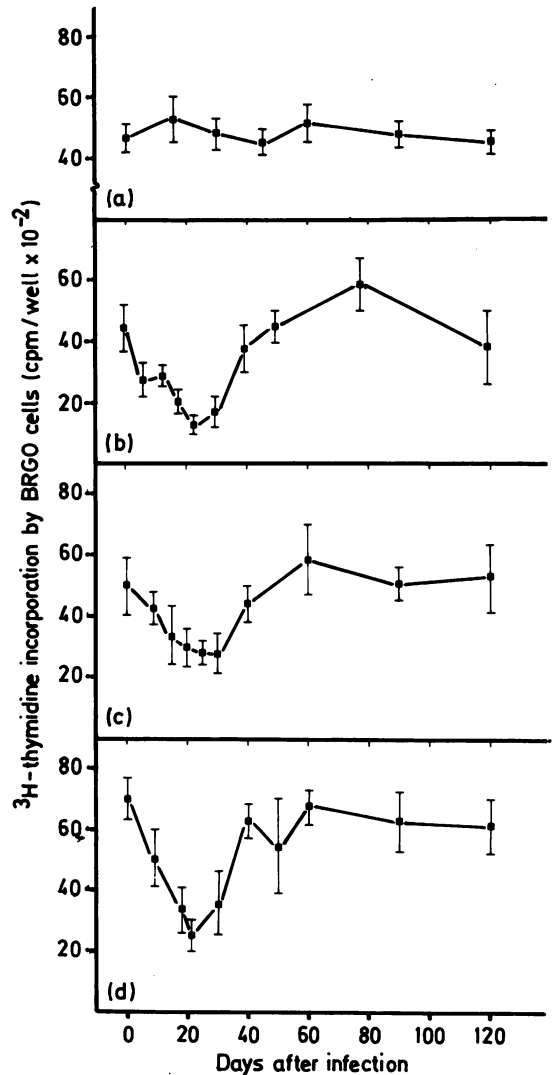 ³H-thymidine incorporation by BRGO cells (cpm/well x 10⁻²)
80
60
40
(a)
60
40
20
(b)
80
60
40
20
(c)
80
60
40
20
(d)
0 20 40 60 80 100 120
Days after infection